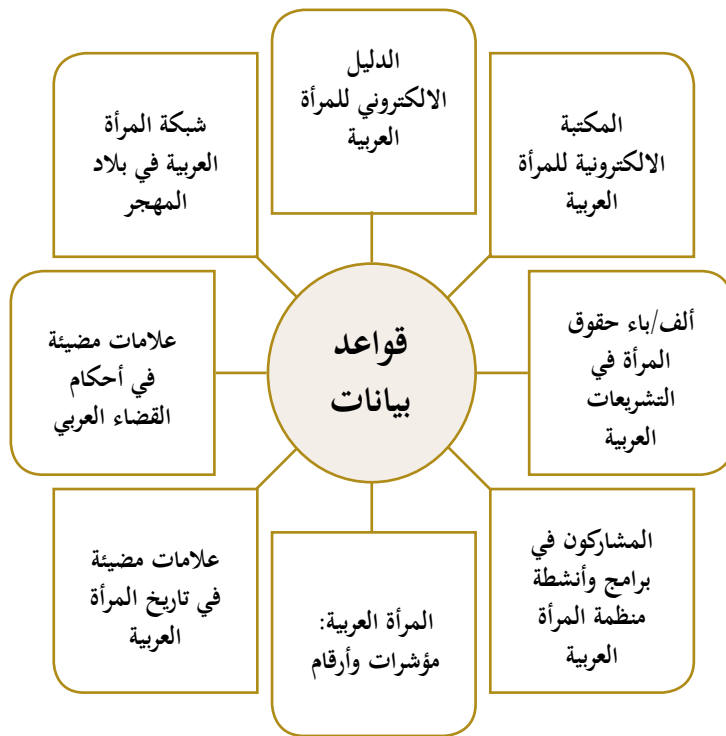 الدليل
الالكتروني للمرأة
العربية
المكتبة
الالكترونية للمرأة
العربية
ألف/باء حقوق
المرأة في
التشريعات
العربية
المشاركون في
برامج وأنشطة
منظمة المرأة
العربية
المرأة العربية:
مؤشرات وأرقام
علامات مضيئة
في تاريخ المرأة
العربية
علامات مضيئة
في أحكام
القضاء العربي
شبكة المرأة
العربية في بلاد
المهجر
قواعد
بيانات